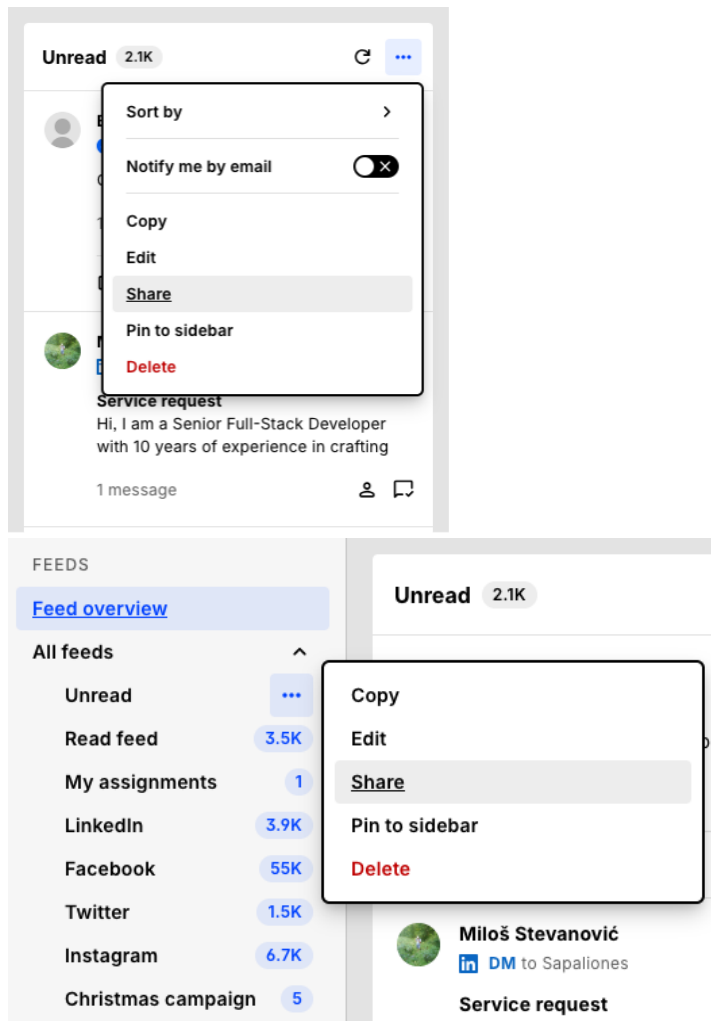 Unread 2.1K
Sort by
Notify me by email
Copy
Edit
Share
Pin to sidebar
Delete
Service request
Hi, I am a Senior Full-Stack Developer
with 10 years of experience in crafting
1 message
FEEDS
Feed overview
All feeds
Unread
Read feed 3.5K
My assignments 1
LinkedIn 3.9K
Facebook 55K
Twitter 1.5K
Instagram 6.7K
Christmas campaign 5
Unread 2.1K
Copy
Edit
Share
Pin to sidebar
Delete
Miloš Stevanović
in DM to Sapaliones
Service request